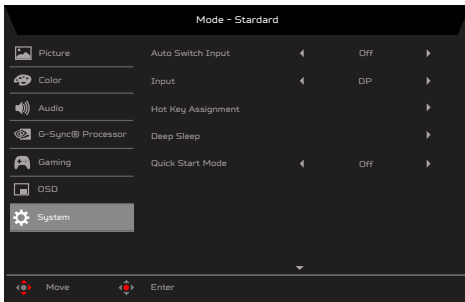 Mode - Standard
Picture
Auto Switch Input Off
Color
Input DP
Audio
Hot Key Assignment
G-Sync® Processor
Deep Sleep
Gaming
Quick Start Mode Off
OSD
System
Move Enter